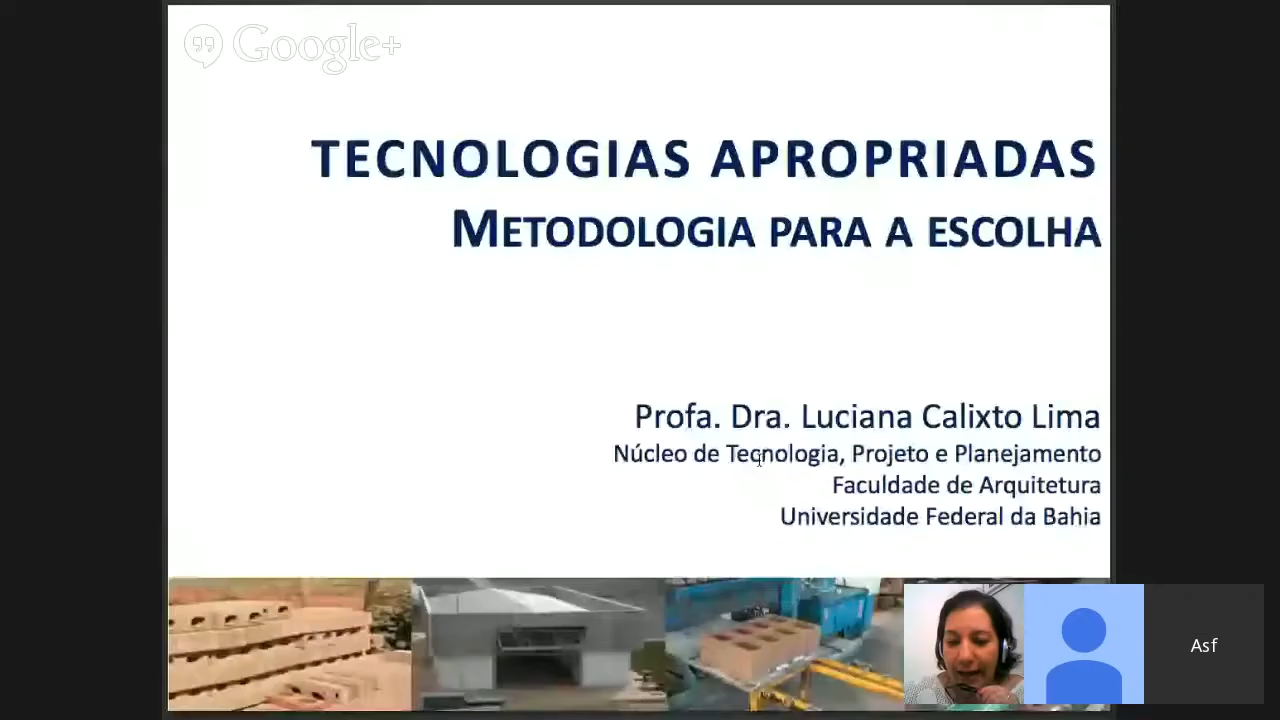 Google+
TECNOLOGIAS APROPRIADAS
METODOLOGIA PARA A ESCOLHA
Profa. Dra. Luciana Calixto Lima
Núcleo de Tecnologia, Projeto e Planejamento
Faculdade de Arquitetura
Universidade Federal da Bahia
Asf